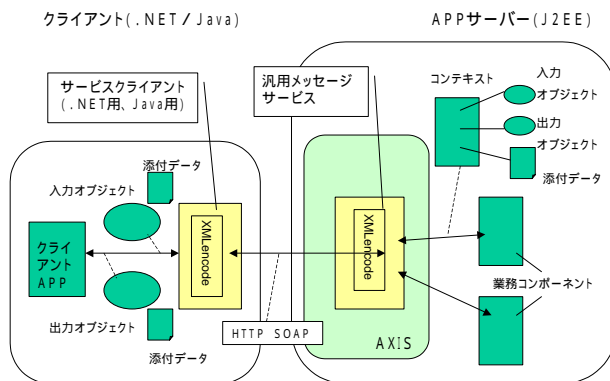 クライアント(.NET/Java)
APPサーバー(J2EE)
サービスクライアント
(.NET用、Java用)
汎用メッセージ
サービス
コンテキスト
入力
オブジェクト
出力
オブジェクト
添付データ
添付データ
入力オブジェクト
クラ
イアント
APP
XMLencode
XMLencode
業務コンポーネント
出力オブジェクト
添付データ
HTTP SOAP
AXIS